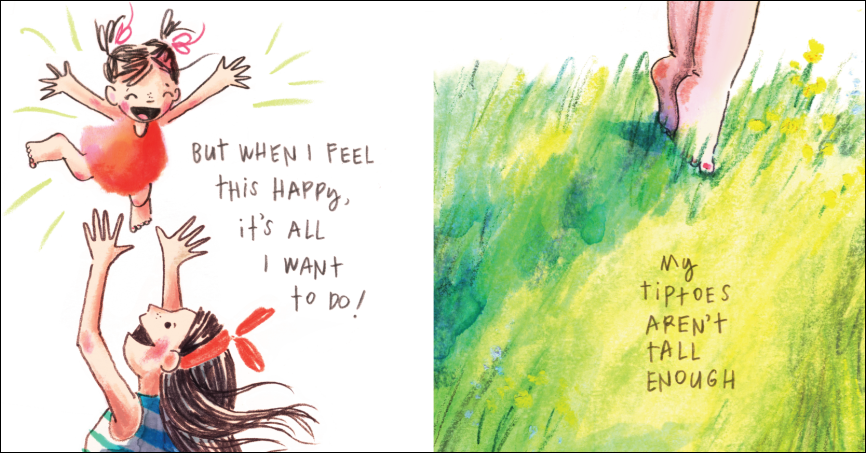 BUT WHEN I FEEL
tHIS HAPPY,
it's ALL
I WANT
to DO!
My
tiptOES
AREN't
tALL
ENOUGH